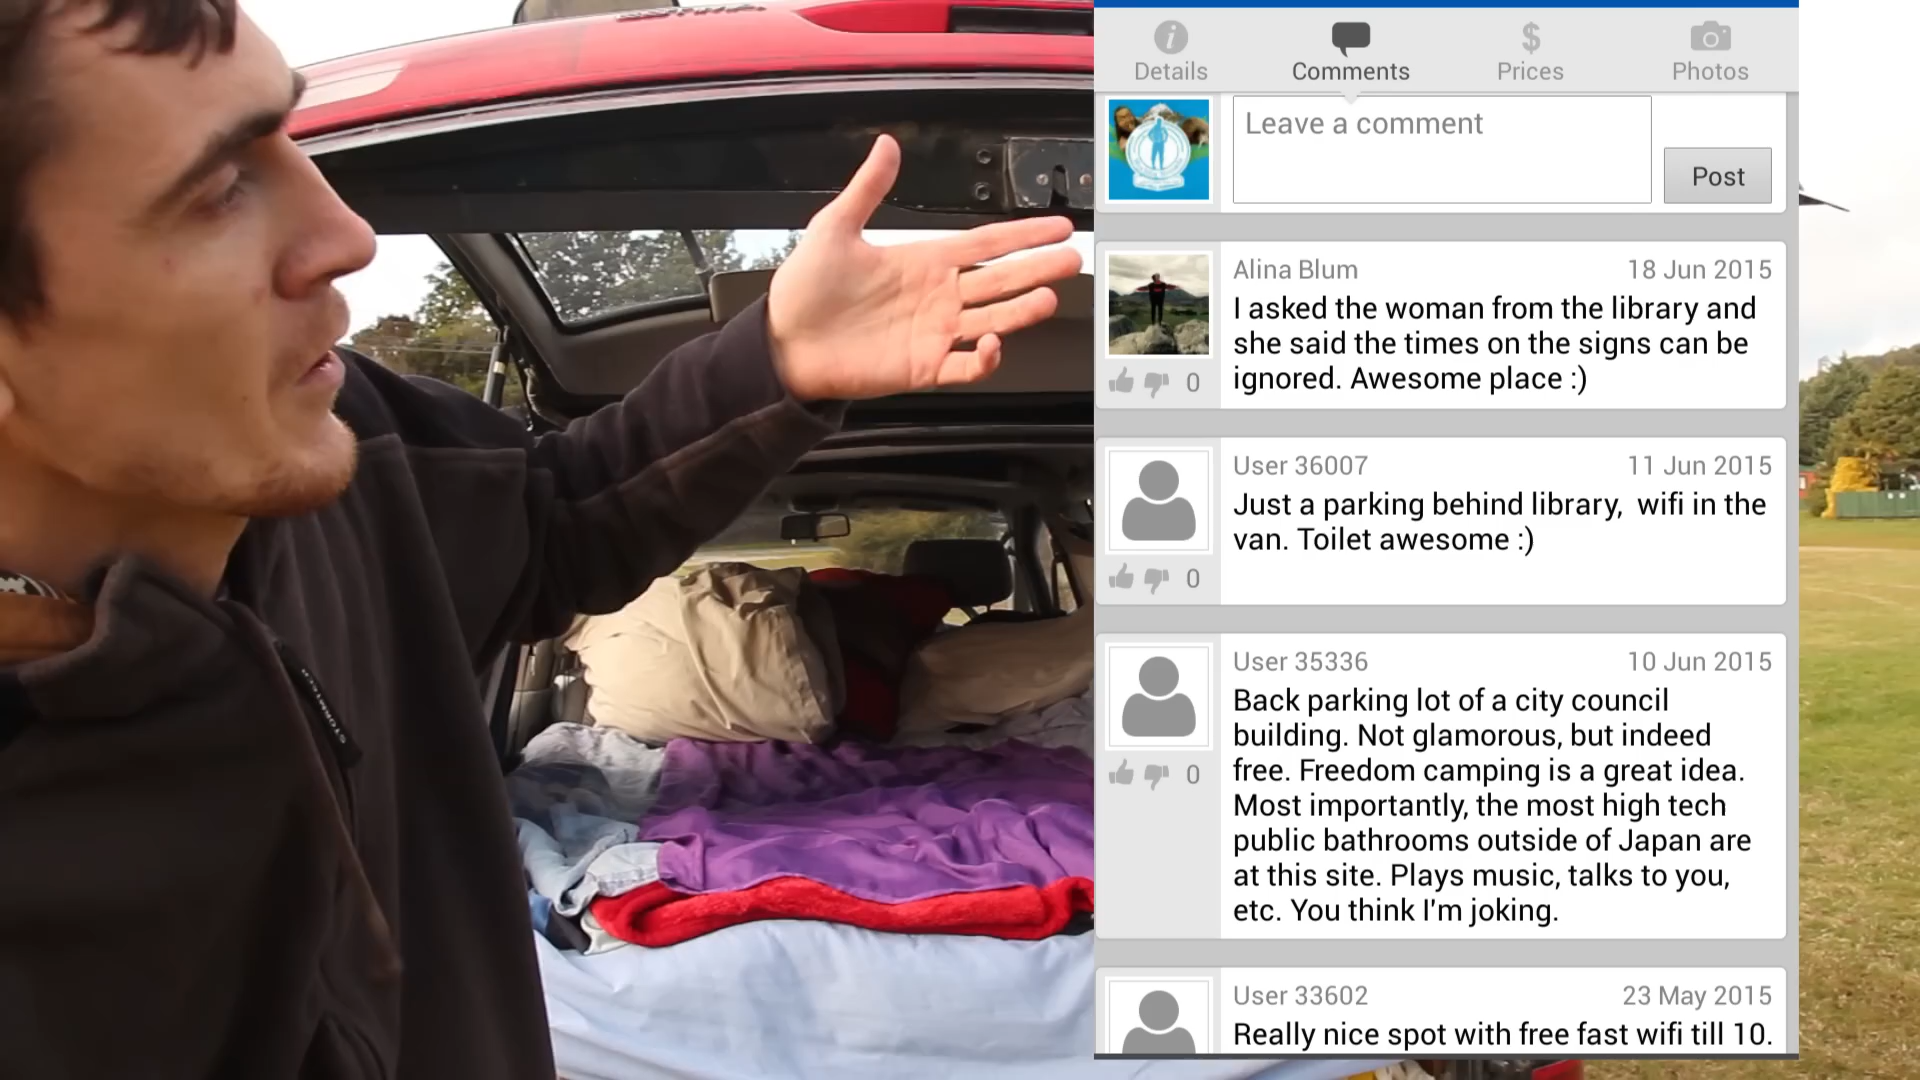 Details
Comments
$
Prices
Photos
Leave a comment
Post
Alina Blum
18 Jun 2015
I asked the woman from the library and
she said the times on the signs can be
ignored. Awesome place :)
0
User 36007
11 Jun 2015
Just a parking behind library,  wifi in the
van. Toilet awesome :)
0
User 35336
10 Jun 2015
Back parking lot of a city council
building. Not glamorous, but indeed
free. Freedom camping is a great idea.
Most importantly, the most high tech
public bathrooms outside of Japan are
at this site. Plays music, talks to you,
etc. You think I'm joking.
0
User 33602
23 May 2015
Really nice spot with free fast wifi till 10.